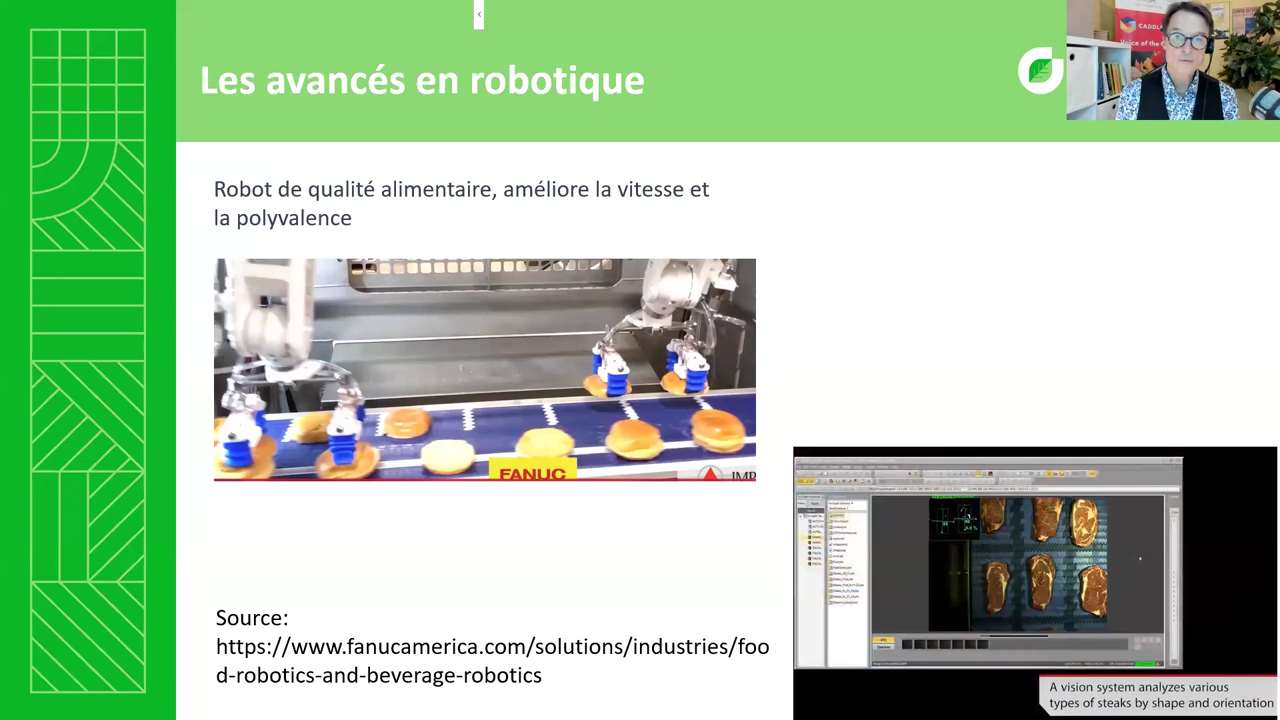 Les avancés en robotique
Robot de qualité alimentaire, améliore la vitesse et
la polyvalence
FANUC
Source:
https://www.fanucamerica.com/solutions/industries/foo
d-robotics-and-beverage-robotics
A vision system analyzes various
types of steaks by shape and orientation